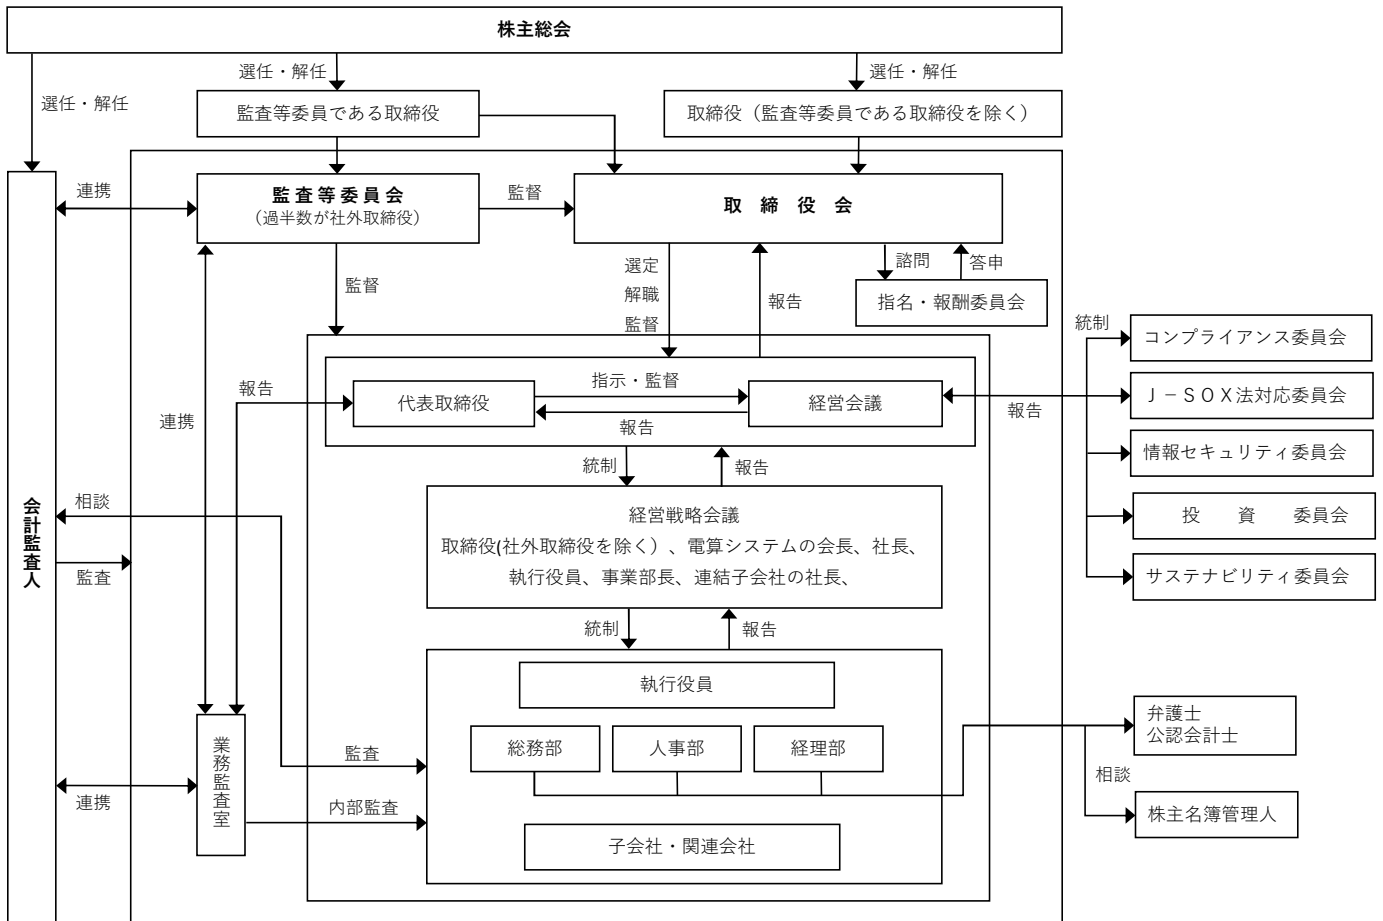 株主総会
選任・解任
選任・解任
選任・解任
監査等委員である取締役
取締役（監査等委員である取締役を除く）
連携
監査等委員会
（過半数が社外取締役）
監督
取締役会
監督
選定
解職
監督
報告
諮問
答申
指名・報酬委員会
統制
コンプライアンス委員会
報告
代表取締役
指示・監督
報告
経営会議
報告
Ｊ－ＳＯＸ法対応委員会
連携
統制
報告
情報セキュリティ委員会
会計監査人
相談
監査
経営戦略会議
取締役(社外取締役を除く）、電算システムの会長、社長、
執行役員、事業部長、連結子会社の社長、
投資委員会
サステナビリティ委員会
統制
報告
執行役員
総務部
人事部
経理部
弁護士
公認会計士
相談
株主名簿管理人
業務監査室
監査
連携
内部監査
子会社・関連会社